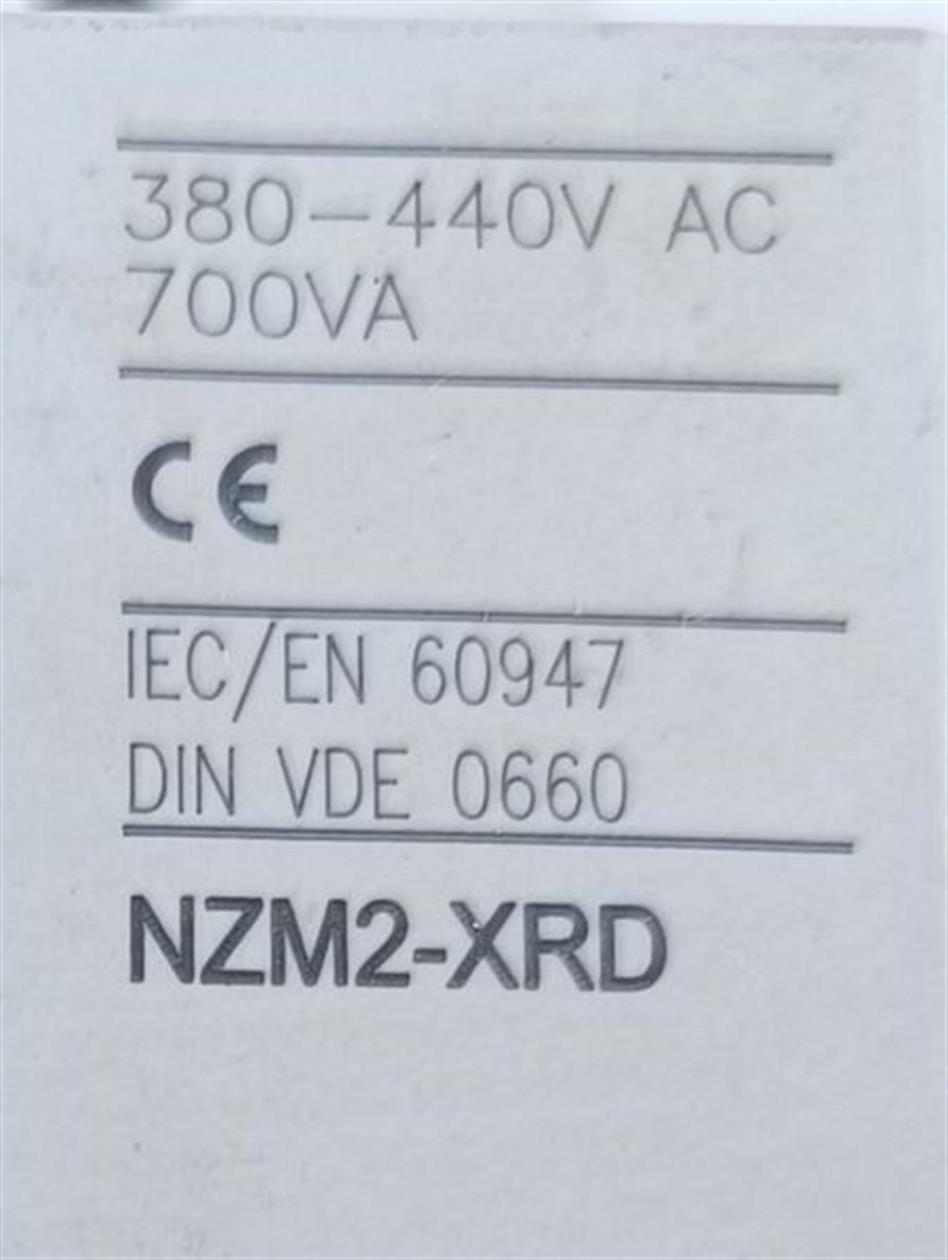 380-440V AC
700VA
CE
IEC/EN 60947
DIN VDE 0660
NZM2-XRD